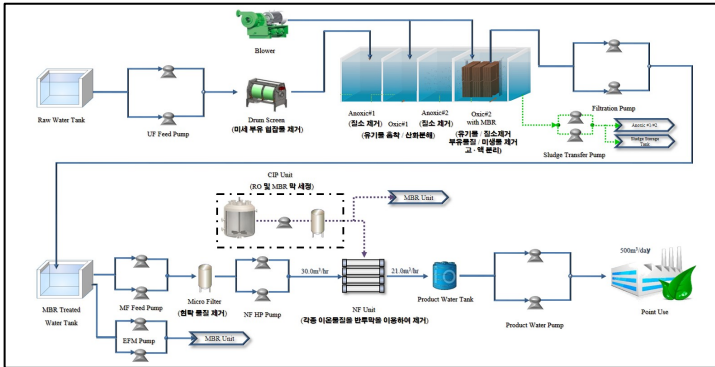 Blower
Raw Water Tank
UF Feed Pump
Drum Screen
(미세 부유 협잡물 제거)
Anoxic#1
(질소 제거)
Oxic#1
(유기물 흡착 / 산화분해)
Anoxic#2
(질소 제거)
Oxic#2
with MBR
(유기물 / 질소제거
부유물질 / 미생물 제거
고 · 액 분리)
Filtration Pump
Sludge Transfer Pump
Anoxic #1/#2
Sludge Storage
Tank
CIP Unit
(RO 및 MBR 막 세정)
MBR Unit
MBR Treated
Water Tank
MF Feed Pump
Micro Filter
(현탁 물질 제거)
NF HP Pump
30.0m³/hr
NF Unit
(각종 이온물질을 반투막을 이용하여 제거)
21.0m³/hr
Product Water Tank
Product Water Pump
500m³/day
Point Use
EFM Pump
MBR Unit